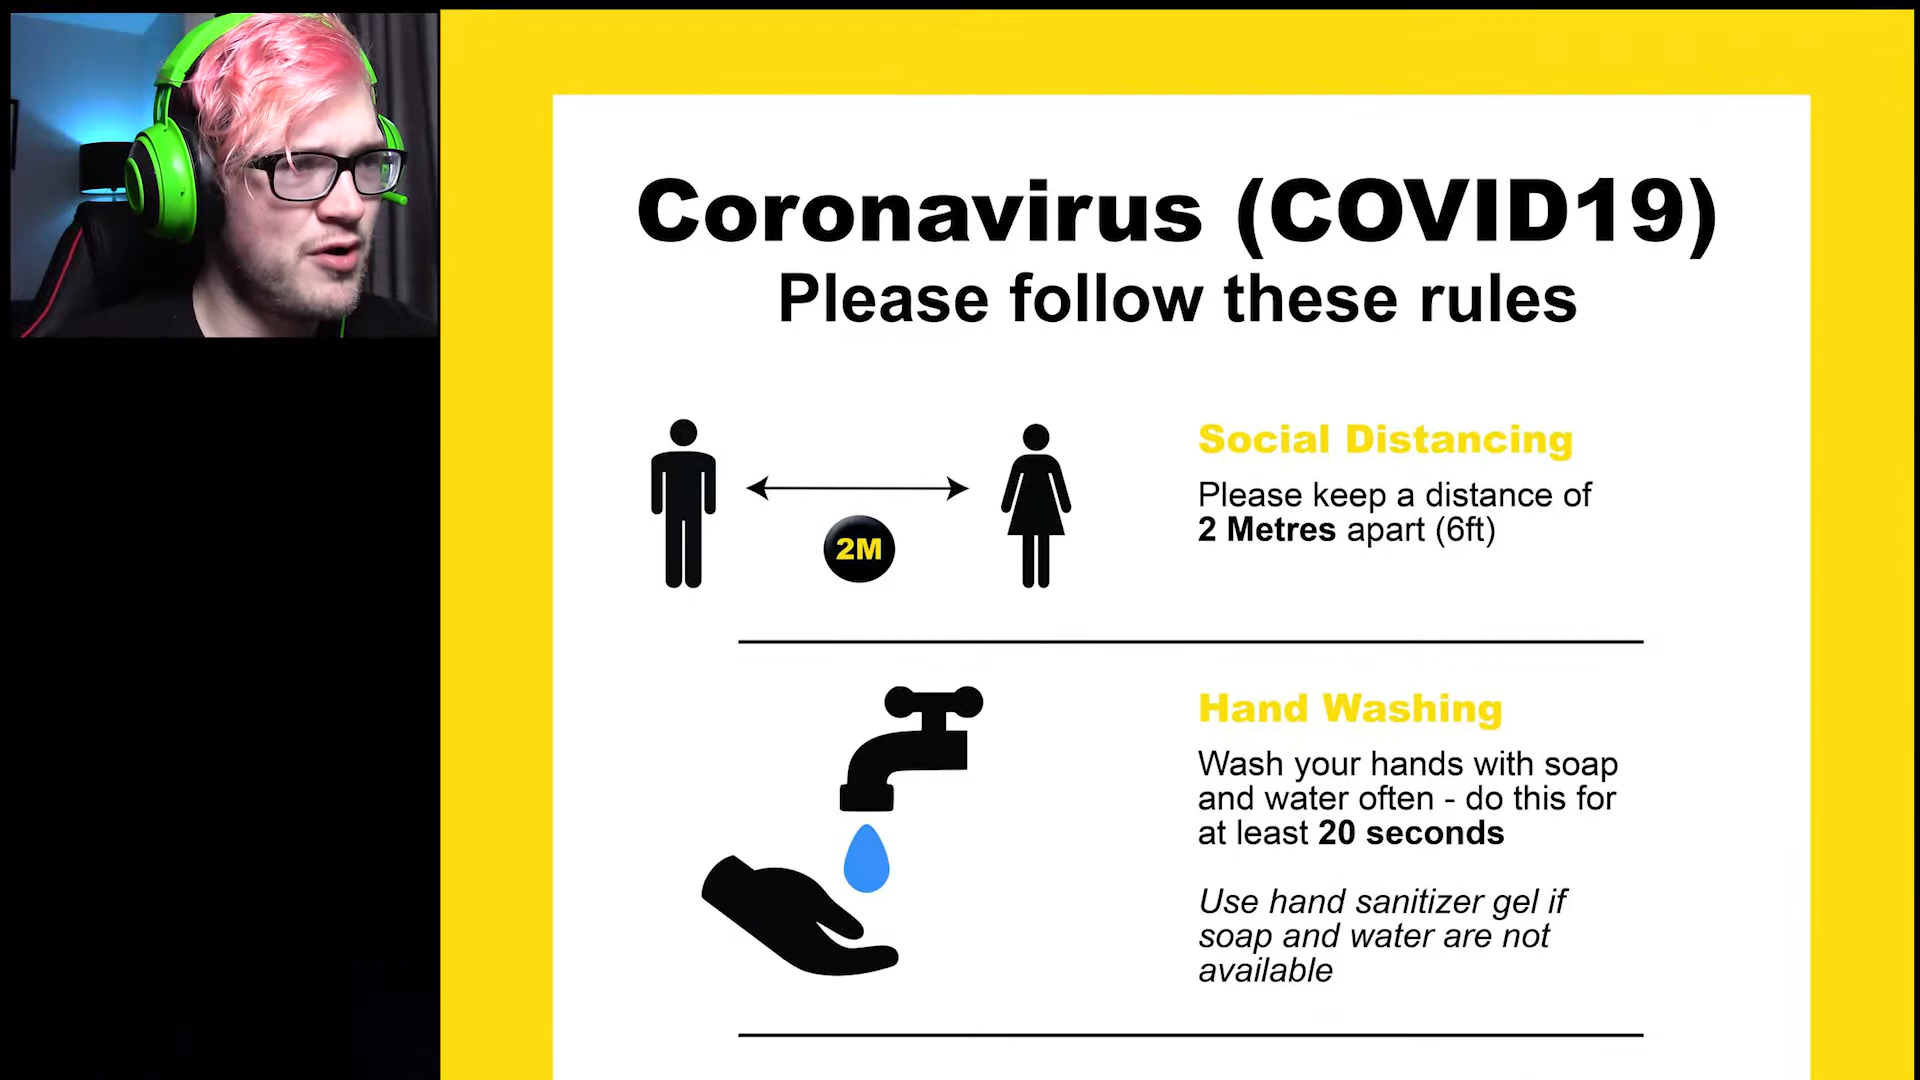 Coronavirus (COVID19)
Please follow these rules
2M
Social Distancing
Please keep a distance of
2 Metres apart (6ft)
Hand Washing
Wash your hands with soap
and water often - do this for
at least 20 seconds
Use hand sanitizer gel if
soap and water are not
available